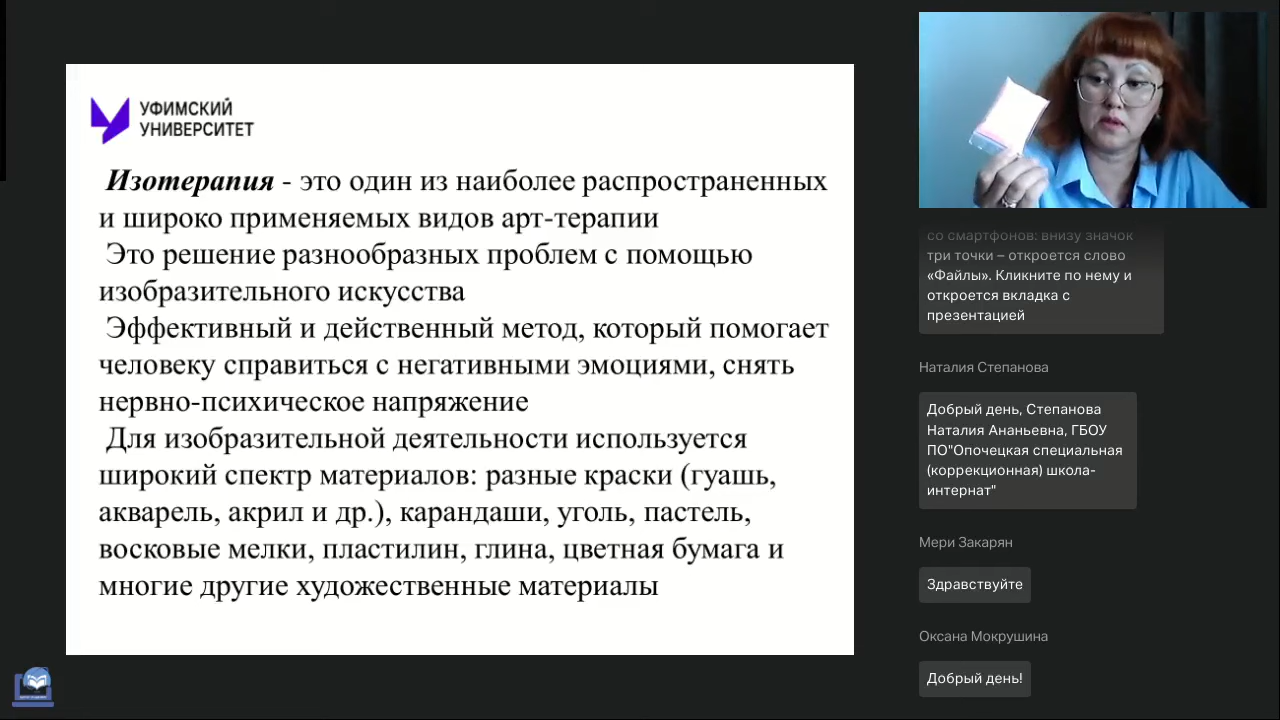 УФИМСКИЙ
УНИВЕРСИТЕТ
Изотерапия - это один из наиболее распространенных
и широко применяемых видов арт-терапии
Это решение разнообразных проблем с помощью
изобразительного искусства
Эффективный и действенный метод, который помогает
человеку справиться с негативными эмоциями, снять
нервно-психическое напряжение
Для изобразительной деятельности используется
широкий спектр материалов: разные краски (гуашь,
акварель, акрил и др.), карандаши, уголь, пастель,
восковые мелки, пластилин, глина, цветная бумага и
многие другие художественные материалы
со смартфонов: внизу значок
три точки – откроется слово
«Файлы». Кликните по нему и
откроется вкладка с
презентацией
Наталия Степанова
Добрый день, Степанова
Наталия Ананьевна, ГБОУ
ПО"Опочецкая специальная
(коррекционная) школа-
интернат"
Мери Закарян
Здравствуйте
Оксана Мокрушина
Добрый день!